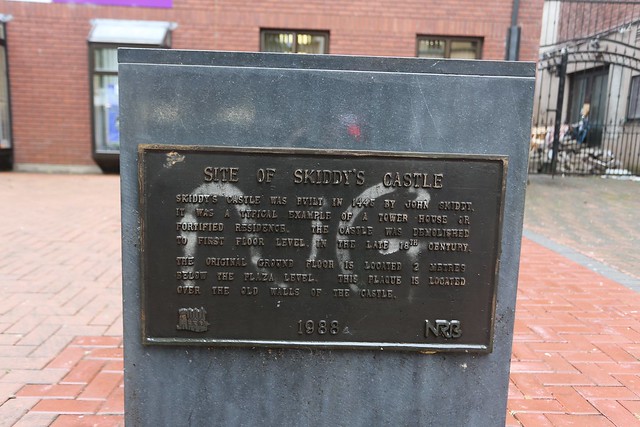 SITE OF SKIDDY'S CASTLE
SKIDDY'S CASTLE WAS BUILT IN 1445 BY JOHN SKIDDY.
IT WAS A TYPICAL EXAMPLE OF A TOWER HOUSE OR
FORTIFIED RESIDENCE. THE CASTLE WAS DEMOLISHED
TO FIRST FLOOR LEVEL IN THE LATE 18TH CENTURY.
THE ORIGINAL GROUND FLOOR IS LOCATED 2 METRES
BELOW THE PLAZA LEVEL. THIS PLAQUE IS LOCATED
OVER THE OLD WALLS OF THE CASTLE.
1988
NRB